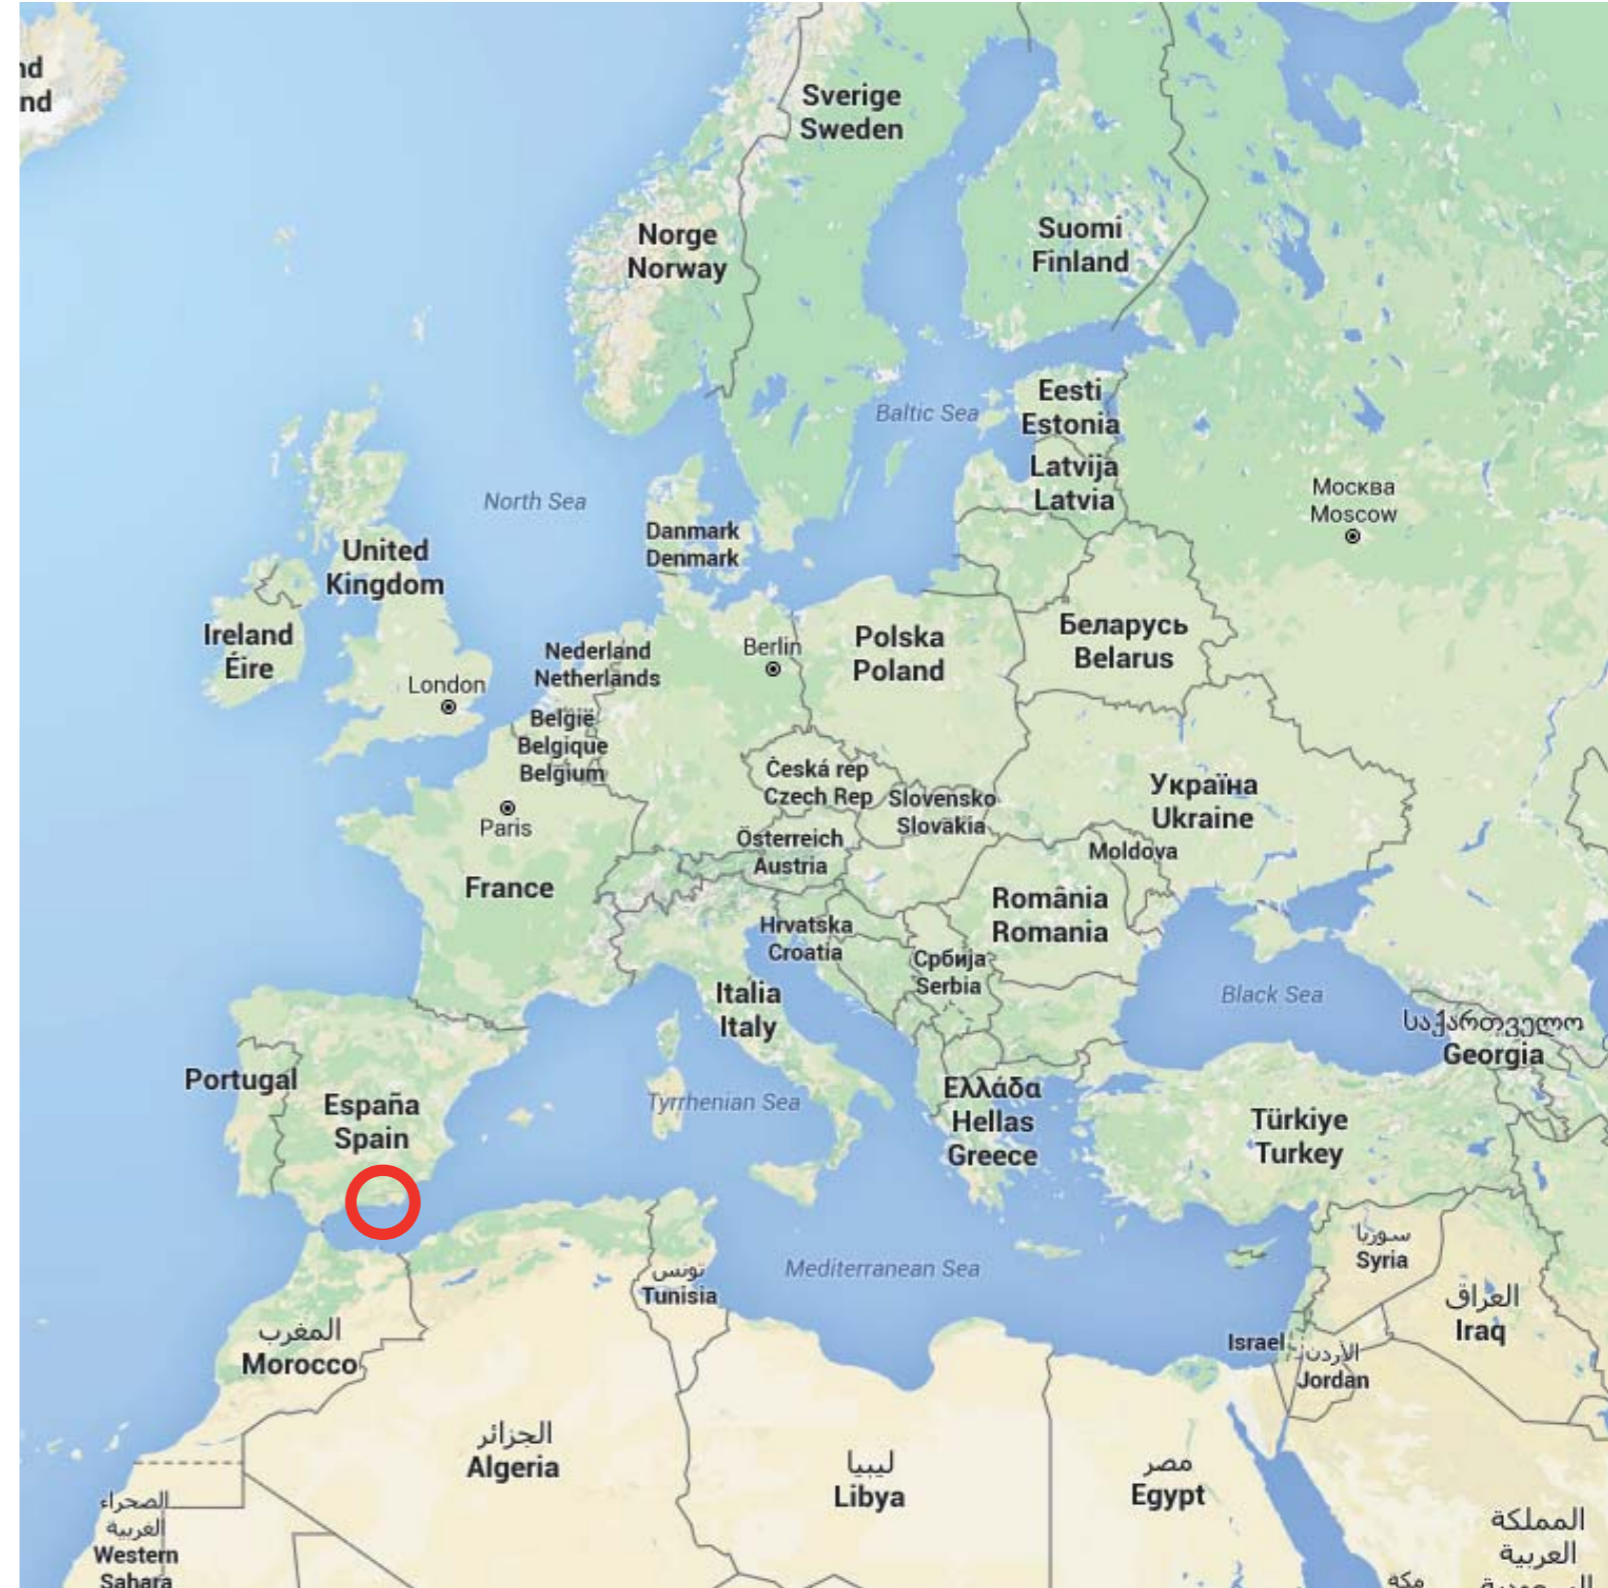 nd
nd
Sverige
Sweden
Norge
Norway
Suomi
Finland
Eesti
Estonia
Baltic Sea
Latvija
Latvia
Москва
Moscow
North Sea
Danmark
Denmark
United
Kingdom
Ireland
Éire
London
Nederland
Netherlands
Berlin
Polska
Poland
Беларусь
Belarus
België
Belgique
Belgium
Česká rep
Czech Rep
Slovensko
Slovakia
Україна
Ukraine
Paris
Österreich
Austria
Moldova
France
România
Romania
Hrvatska
Croatia
Србија
Serbia
Italia
Italy
Black Sea
საქართველო
Georgia
Portugal
España
Spain
Tyrrhenian Sea
Ελλάδα
Hellas
Greece
Türkiye
Turkey
سوريا
Syria
تونس
Tunisia
Mediterranean Sea
العراق
Iraq
المغرب
Morocco
Israel
الأردن
Jordan
الجزائر
Algeria
ليبيا
Libya
مصر
Egypt
الصحراء
الغربية
Western
Sahara
المملكة
العربية
مكة